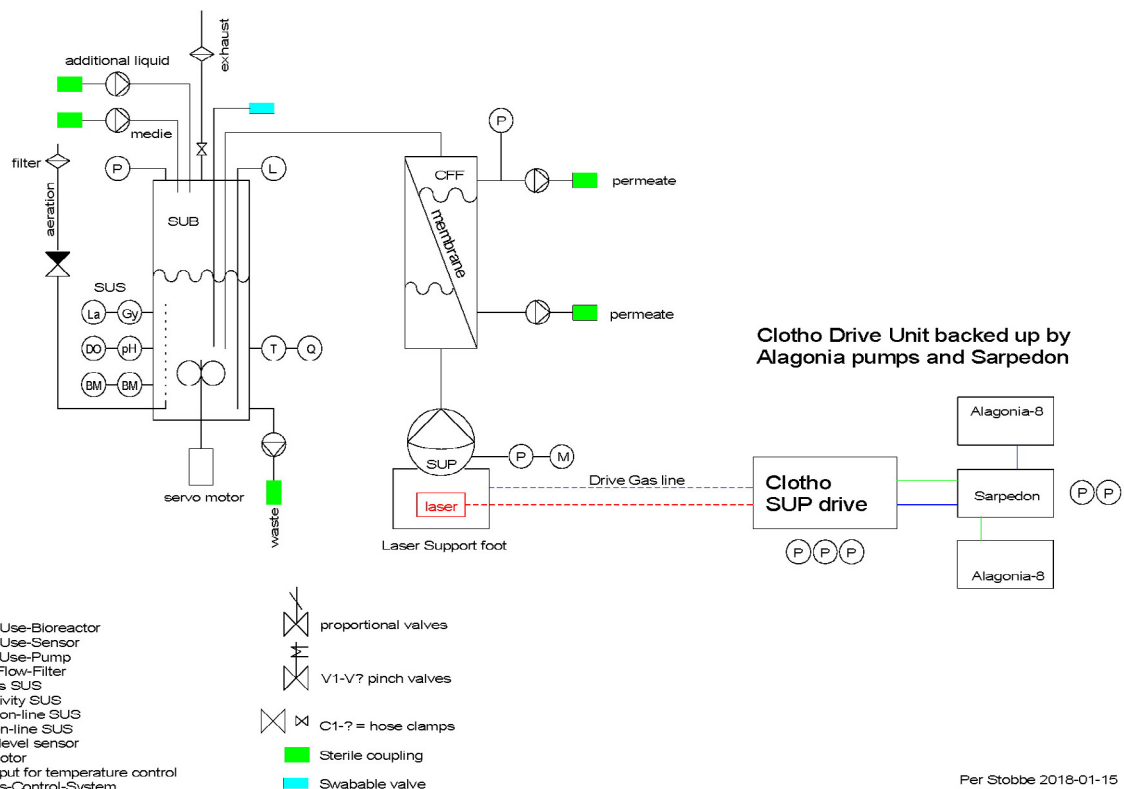 exhaust
additional liquid
medie
filter
P
L
P
aeration
SUB
CFF
membrane
permeate
permeate
SUS
La
Gy
DO
pH
T
Q
BM
BM
servo motor
waste
SUP
P
M
laser
Laser Support foot
Drive Gas line
Clotho Drive Unit backed up by
Alagonia pumps and Sarpedon
Clotho
SUP drive
P P P
Alagonia-8
Sarpedon
P P
Alagonia-8
Use-Bioreactor
Use-Sensor
Use-Pump
Flow-Filter
s SUS
ivity SUS
on-line SUS
n-line SUS
level sensor
otor
put for temperature control
s-Control-System
proportional valves
V1-V? pinch valves
C1-? = hose clamps
Sterile coupling
Swabable valve
Per Stobbe 2018-01-15